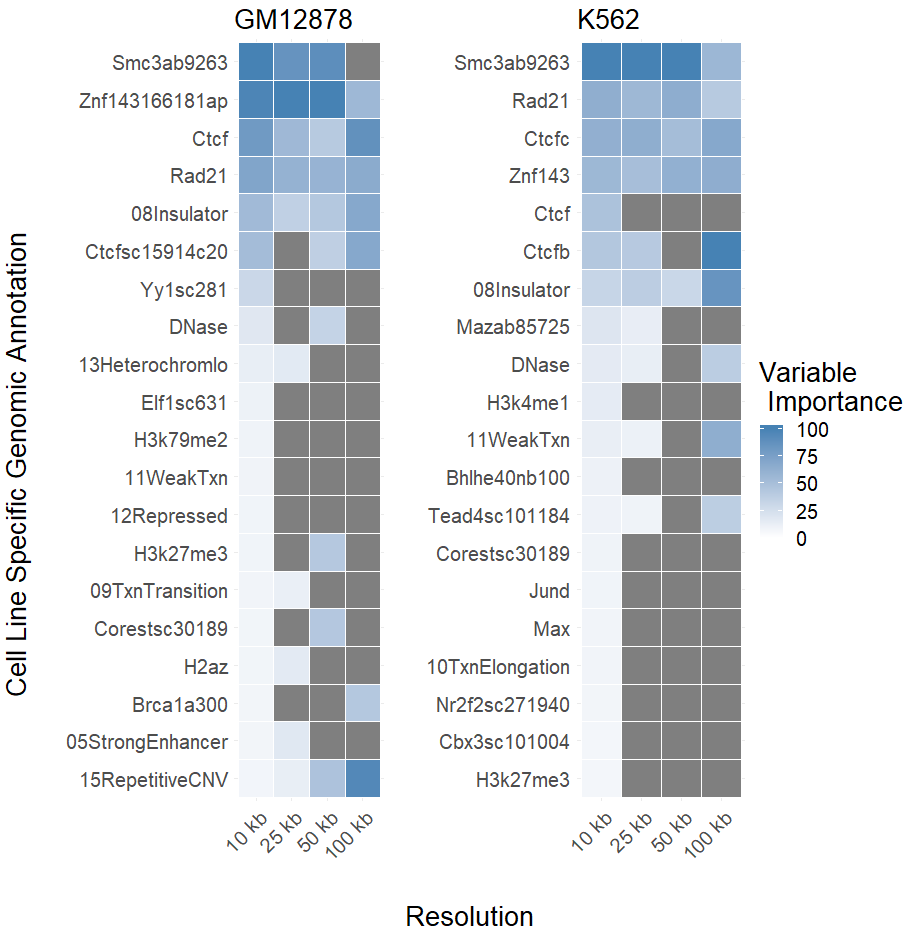 GM12878
K562
Cell Line Specific Genomic Annotation
Smc3ab9263
Znf143166181ap
Ctcf
Rad21
08Insulator
Ctcfsc15914c20
Yy1sc281
DNase
13Heterochromlo
Elf1sc631
H3k79me2
11WeakTxn
12Repressed
H3k27me3
09TxnTransition
Corestsc30189
H2az
Brca1a300
05StrongEnhancer
15RepetitiveCNV
10 kb
25 kb
50 kb
100 kb
Smc3ab9263
Rad21
Ctcfc
Znf143
Ctcf
Ctcfb
08Insulator
Mazab85725
DNase
H3k4me1
11WeakTxn
Bhlhe40nb100
Tead4sc101184
Corestsc30189
Jund
Max
10TxnElongation
Nr2f2sc271940
Cbx3sc101004
H3k27me3
10 kb
25 kb
50 kb
100 kb
Variable
Importance
100
75
50
25
0
Resolution